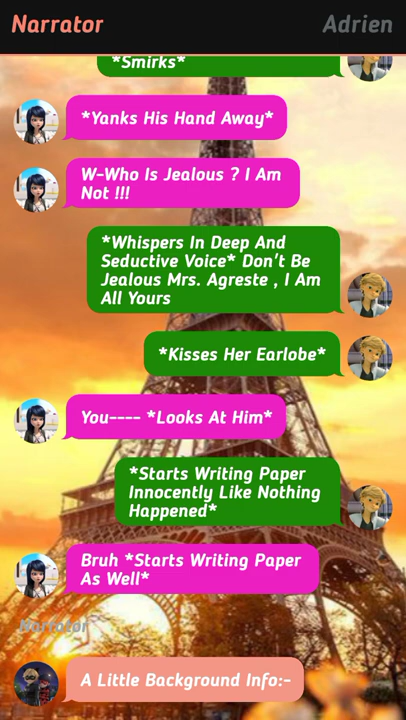 Narrator
Adrien
*Smirks*
*Yanks His Hand Away*
W-Who Is Jealous ? I Am
Not !!!
*Whispers In Deep And
Seductive Voice* Don't Be
Jealous Mrs. Agreste , I Am
All Yours
*Kisses Her Earlobe*
You---- *Looks At Him*
*Starts Writing Paper
Innocently Like Nothing
Happened*
Bruh *Starts Writing Paper
As Well*
Narrator
A Little Background Info:-